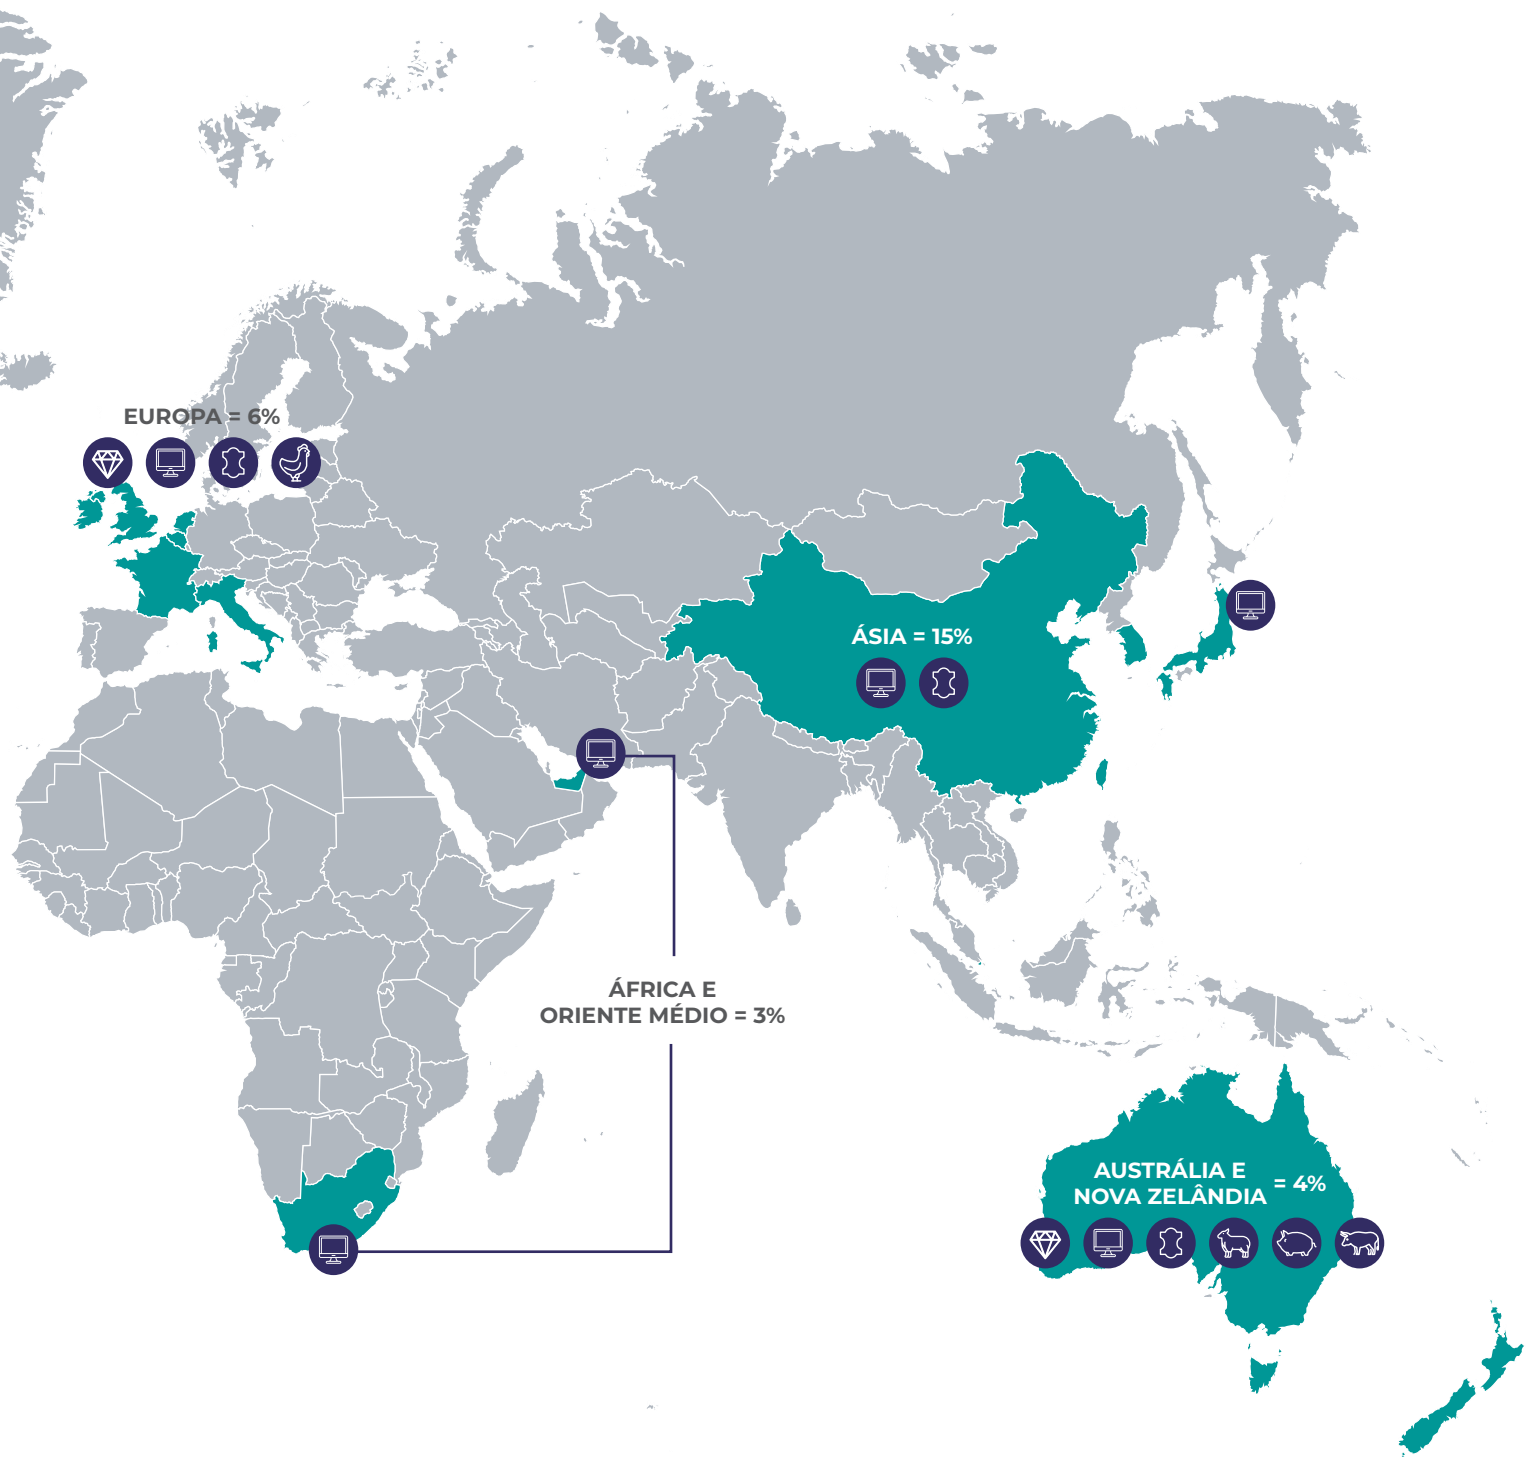 EUROPA = 6%
ÁSIA = 15%
ÁFRICA E
ORIENTE MÉDIO = 3%
AUSTRÁLIA E
NOVA ZELÂNDIA = 4%